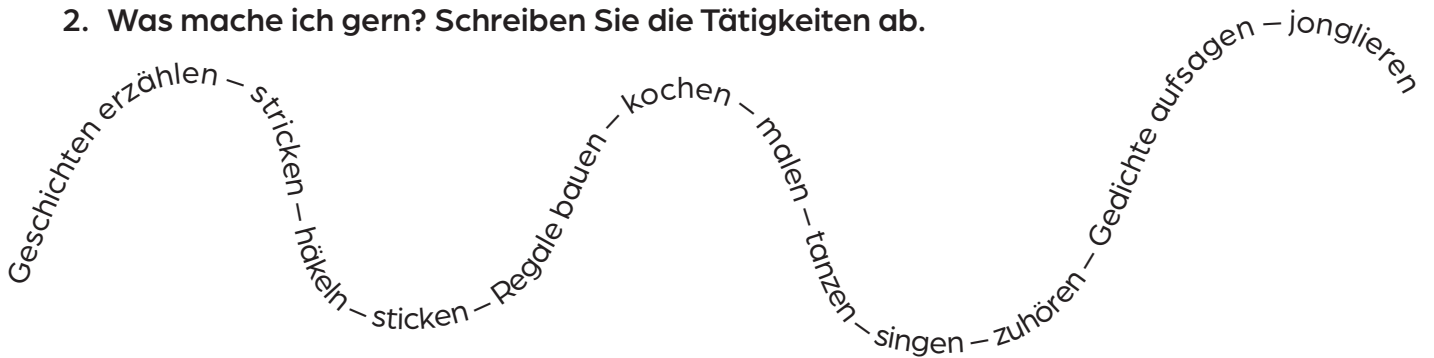 2. Was mache ich gern? Schreiben Sie die Tätigkeiten ab.
Geschichten erzählen – stricken – häkeln – sticken – Regale bauen – kochen – malen – tanzen – singen – zuhören – Gedichte aufsagen – jonglieren